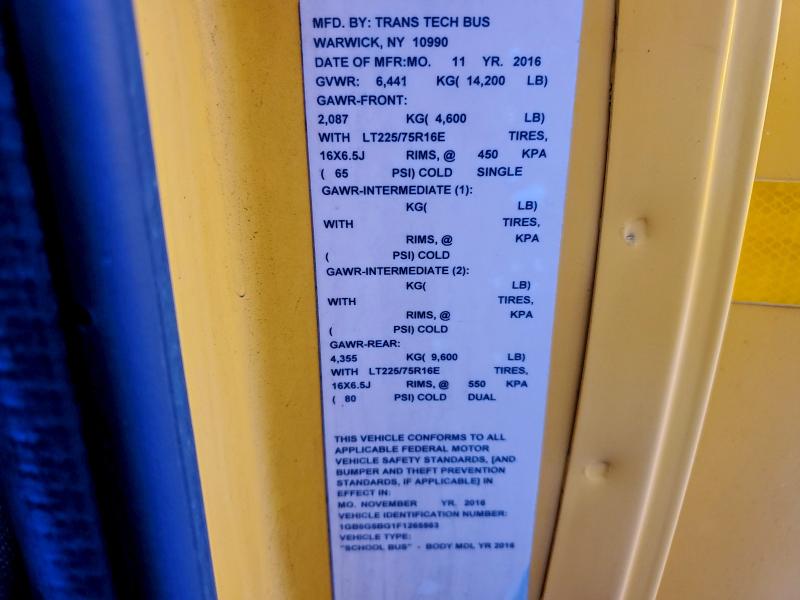 MFD. BY: TRANS TECH BUS
WARWICK, NY 10990
DATE OF MFR:MO. 11 YR. 2016
GVWR: 6,441 KG( 14,200 LB)
GAWR-FRONT:
2,087 KG( 4,600 LB)
WITH LT225/75R16E TIRES,
16X6.5J RIMS, @ 450 KPA
( 65 PSI) COLD SINGLE
GAWR-INTERMEDIATE (1):
KG( LB)
WITH TIRES,
RIMS, @ KPA
( PSI) COLD
GAWR-INTERMEDIATE (2):
KG( LB)
WITH TIRES,
RIMS, @ KPA
( PSI) COLD
GAWR-REAR:
4,355 KG( 9,600 LB)
WITH LT225/75R16E TIRES,
16X6.5J RIMS, @ 550 KPA
( 80 PSI) COLD DUAL
THIS VEHICLE CONFORMS TO ALL
APPLICABLE FEDERAL MOTOR
VEHICLE SAFETY STANDARDS, [AND
BUMPER AND THEFT PREVENTION
STANDARDS, IF APPLICABLE] IN
EFFECT IN:
MO. NOVEMBER YR. 2016
VEHICLE IDENTIFICATION NUMBER:
VEHICLE TYPE:
"SCHOOL BUS" - BODY MDL YR 2016